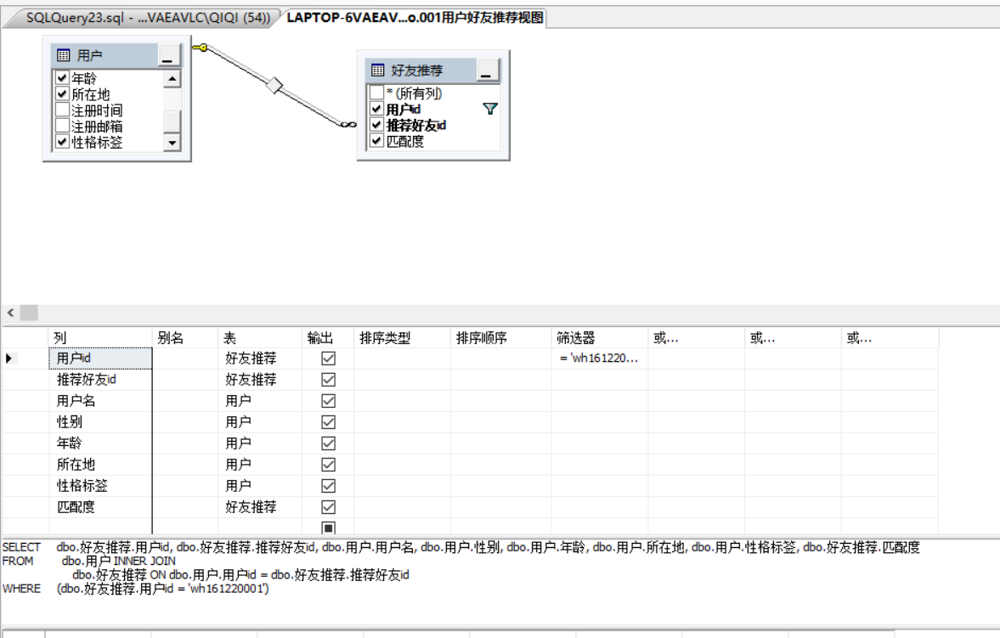 SQLQuery23.sql - ...VAEAVLC\QIQI (54)) LAPTOP-6VAEAV...o.001用户好友推荐视图
用户
年龄
所在地
注册时间
注册邮箱
性格标签
好友推荐
* (所有列)
用户id
推荐好友id
匹配度
列 别名 表 输出 排序类型 排序顺序 筛选器 或... 或... 或...
用户id 好友推荐 = 'wh161220...
推荐好友id 好友推荐
用户名 用户
性别 用户
年龄 用户
所在地 用户
性格标签 用户
匹配度 好友推荐
SELECT dbo.好友推荐.用户id, dbo.好友推荐.推荐好友id, dbo.用户.用户名, dbo.用户.性别, dbo.用户.年龄, dbo.用户.所在地, dbo.用户.性格标签, dbo.好友推荐.匹配度
FROM dbo.用户 INNER JOIN
dbo.好友推荐 ON dbo.用户.用户id = dbo.好友推荐.推荐好友id
WHERE (dbo.好友推荐.用户id = 'wh161220001')